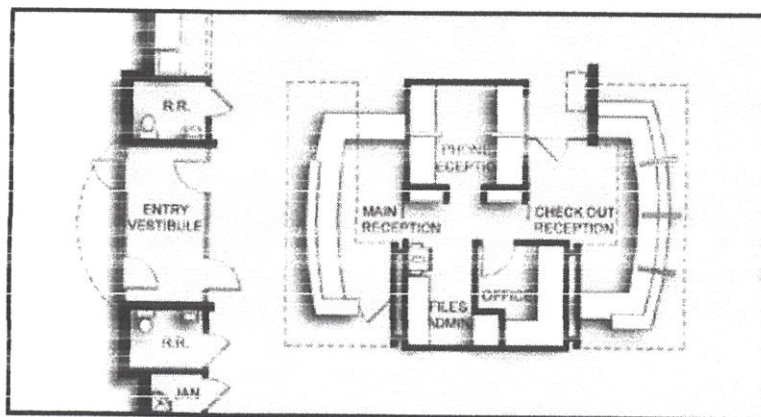 R.R.
ENTRY
VESTIBULE
R.R.
JAN
PHONE
RECEPTION
MAIN
RECEPTION
CHECK OUT
RECEPTION
FILES
ADMIN
OFFICE